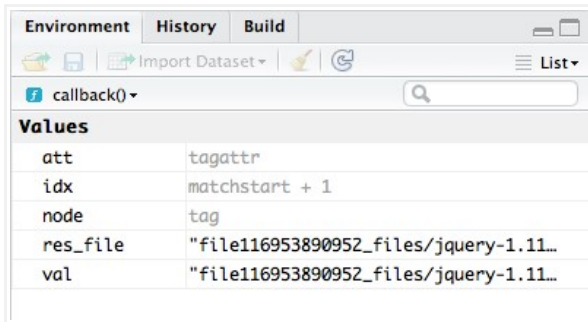 Environment History Build
Import Dataset List
callback()
Values
att tagattr
idx matchstart + 1
node tag
res_file "file116953890952_files/jquery-1.11…
val "file116953890952_files/jquery-1.11…